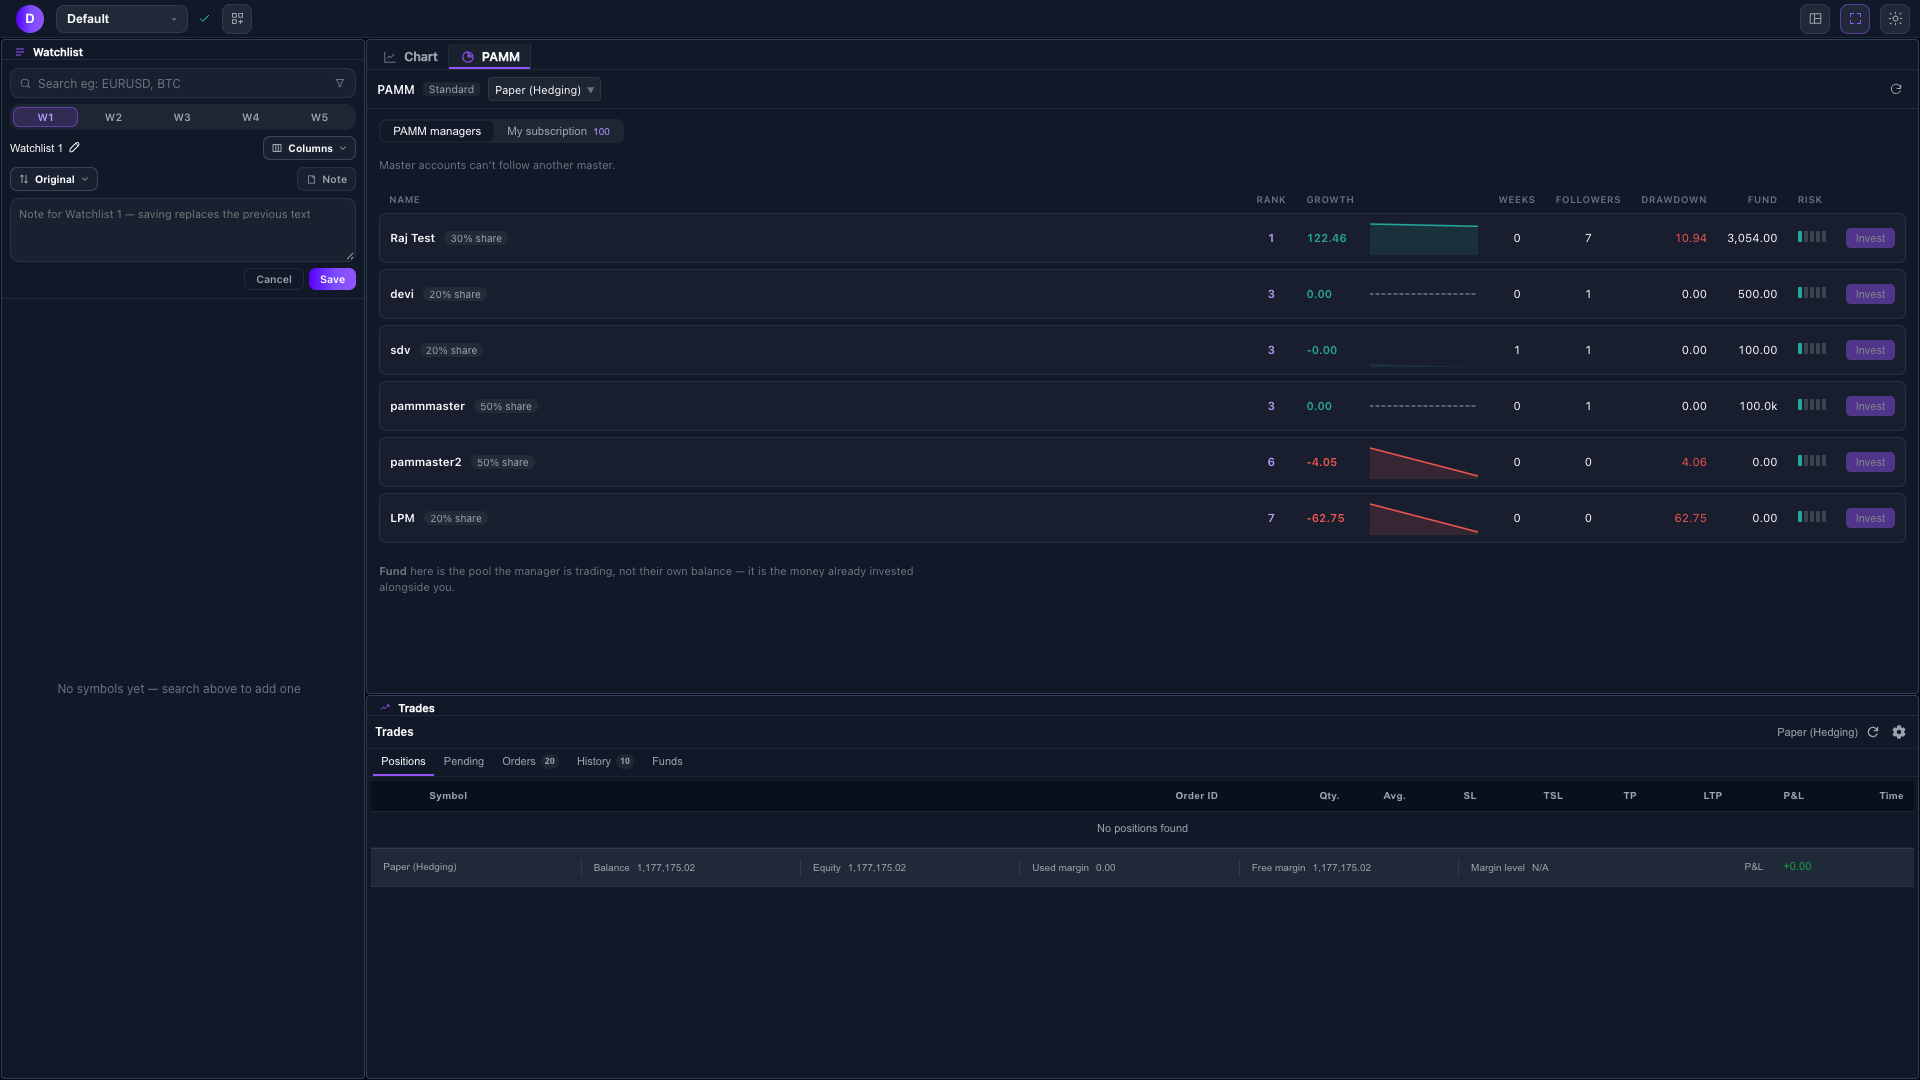 D Default
Watchlist
Search eg: EURUSD, BTC
W1 W2 W3 W4 W5
Watchlist 1 Columns
Original Note
Note for Watchlist 1 — saving replaces the previous text
Cancel Save
No symbols yet — search above to add one
Chart PAMM
PAMM Standard Paper (Hedging)
PAMM managers My subscription 100
Master accounts can't follow another master.
NAME RANK GROWTH WEEKS FOLLOWERS DRAWDOWN FUND RISK
Raj Test 30% share 1 122.46 0 7 10.94 3,054.00 Invest
devi 20% share 3 0.00 0 1 0.00 500.00 Invest
sdv 20% share 3 -0.00 1 1 0.00 100.00 Invest
pammmaster 50% share 3 0.00 0 1 0.00 100.0k Invest
pammaster2 50% share 6 -4.05 0 0 4.06 0.00 Invest
LPM 20% share 7 -62.75 0 0 62.75 0.00 Invest
Fund here is the pool the manager is trading, not their own balance — it is the money already invested
alongside you.
Trades
Trades Paper (Hedging)
Positions Pending Orders 20 History 10 Funds
Symbol Order ID Qty. Avg. SL TSL TP LTP P&L Time
No positions found
Paper (Hedging) Balance 1,177,175.02 Equity 1,177,175.02 Used margin 0.00 Free margin 1,177,175.02 Margin level N/A P&L +0.00